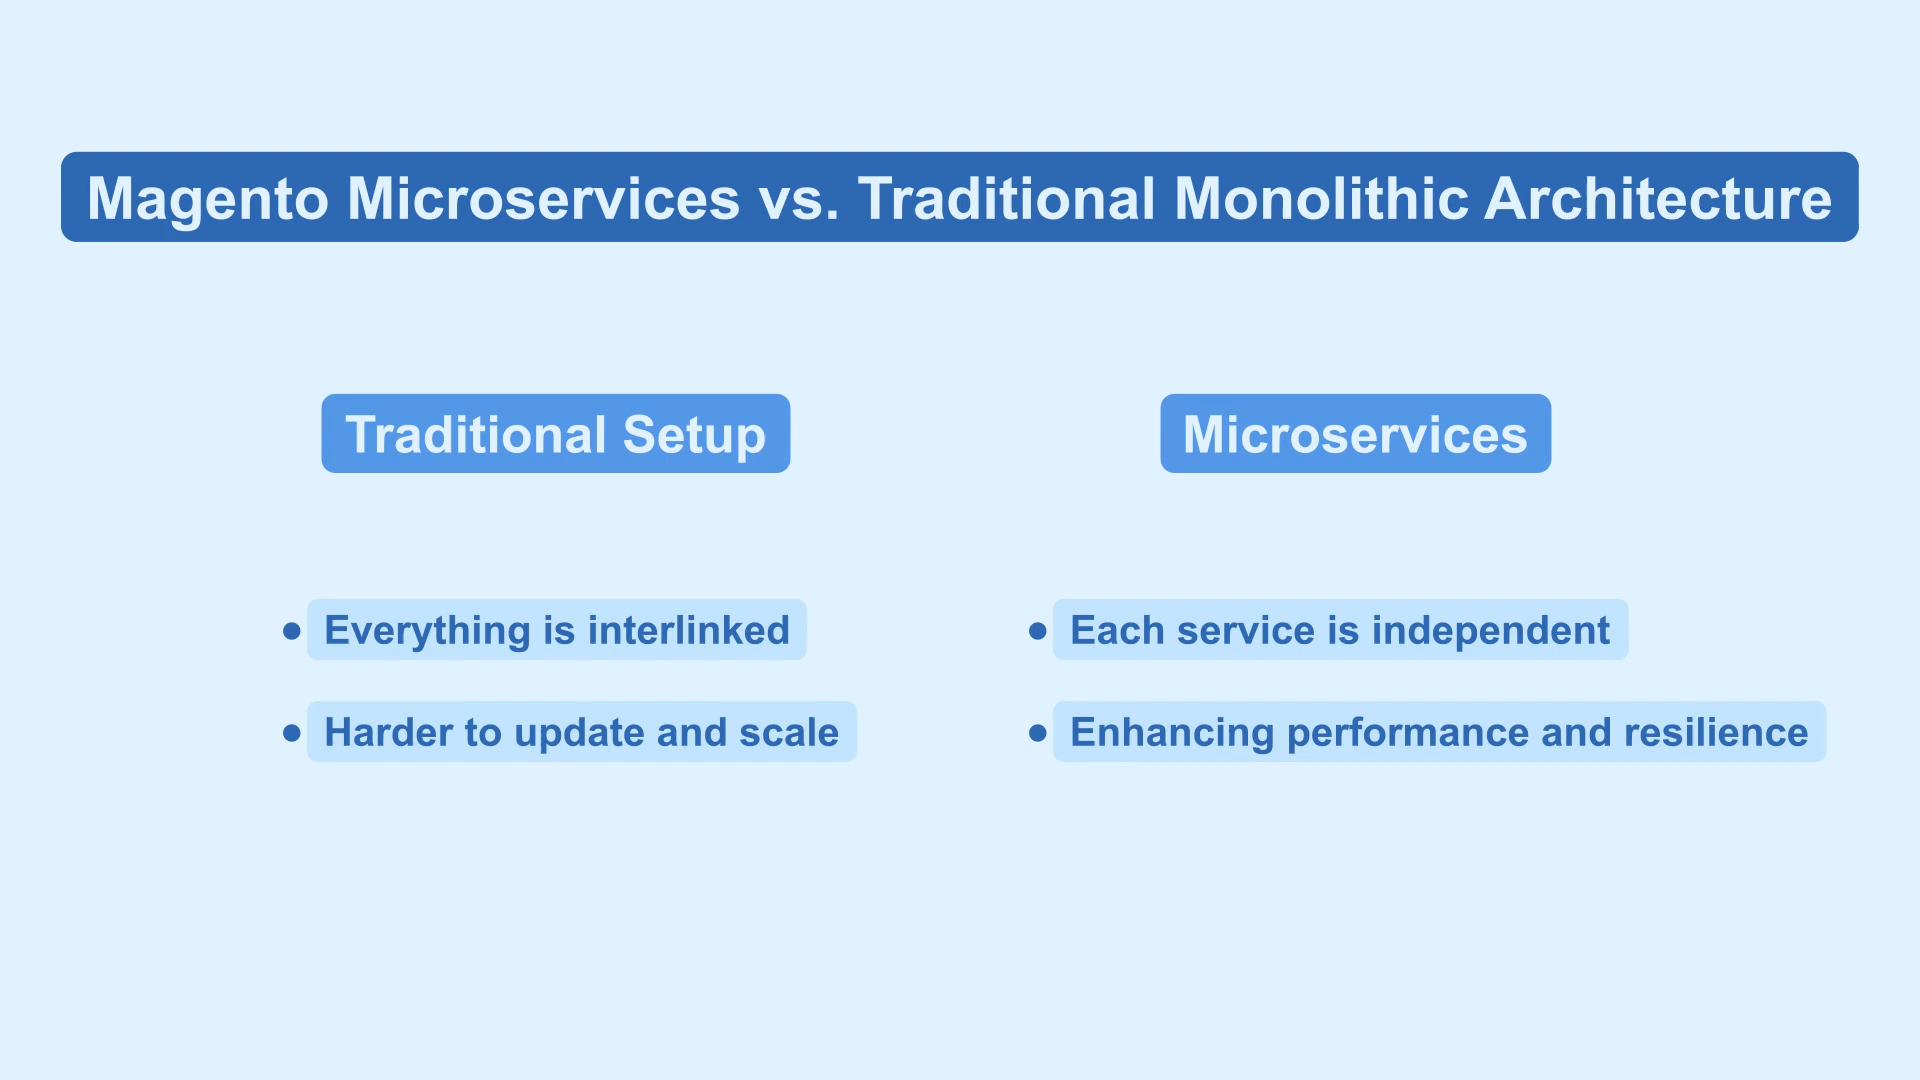 Magento Microservices vs. Traditional Monolithic Architecture
Traditional Setup
• Everything is interlinked
• Harder to update and scale
Microservices
• Each service is independent
• Enhancing performance and resilience